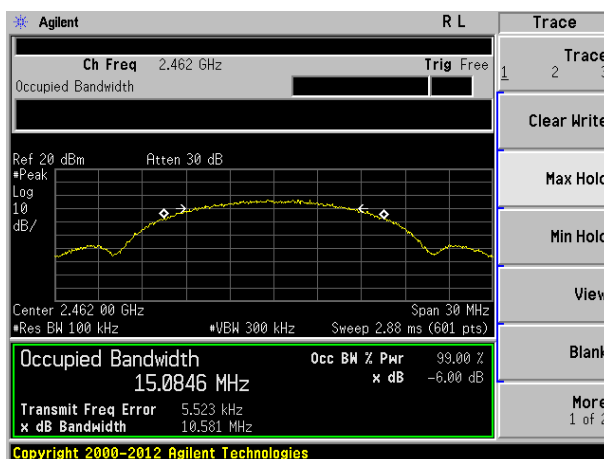 Agilent R L Trace
Ch Freq 2.462 GHz Trig Free
Occupied Bandwidth
Trace
1 2 3
Clear Write
Max Hold
Min Hold
View
Blank
More
1 of 2
Ref 20 dBm Atten 30 dB
#Peak
Log
10
dB/
Center 2.462 00 GHz Span 30 MHz
#Res BW 100 kHz #VBW 300 kHz Sweep 2.88 ms (601 pts)
Occupied Bandwidth Occ BW % Pwr 99.00 %
15.0846 MHz x dB -6.00 dB
Transmit Freq Error 5.523 kHz
x dB Bandwidth 10.581 MHz
Copyright 2000-2012 Agilent Technologies